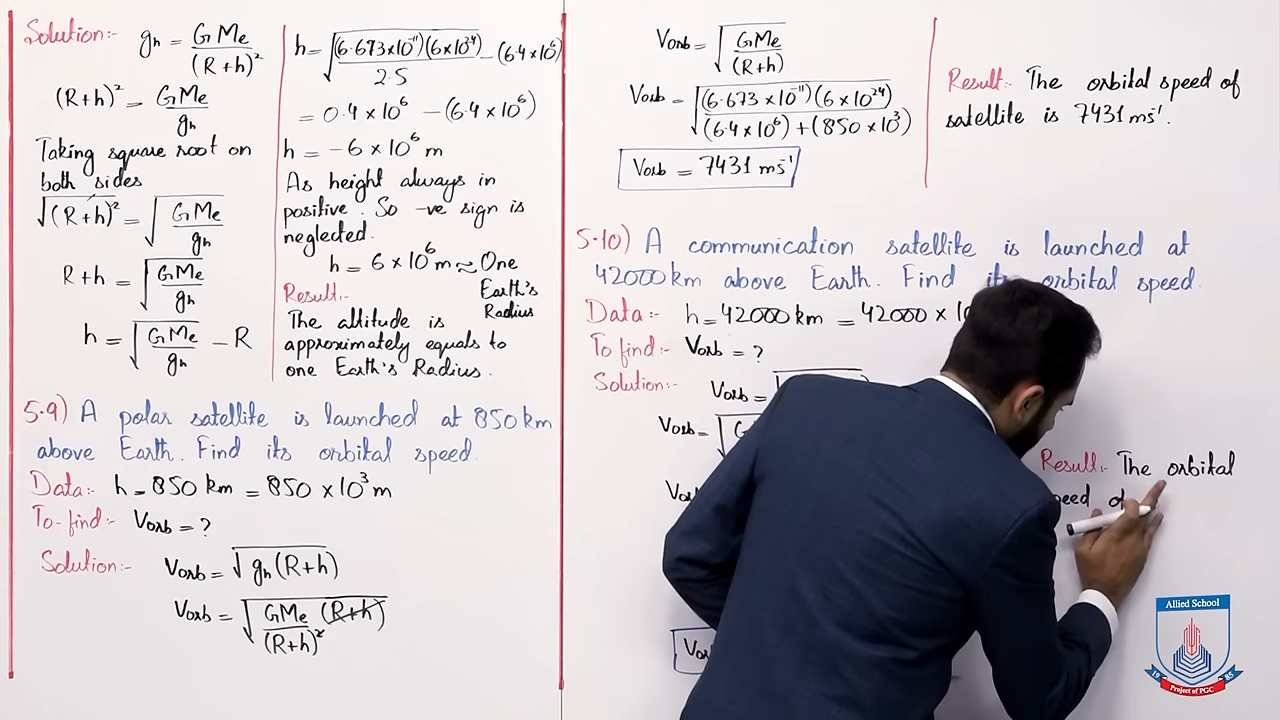 Solution:- gh = GMe/(R+h)²
(R+h)² = GMe/gh
Taking square root on
both sides
√(R+h)² = √(GMe/gh)
R+h = √(GMe/gh)
h = √(GMe/gh) - R
h = √((6.673×10⁻¹¹)(6×10²⁴)/2.5) - (6.4×10⁶)
= 0.4×10⁶ - (6.4×10⁶)
h = -6×10⁶ m
As height always in
positive. So -ve sign is
neglected.
h = 6×10⁶ m ≈ One
Earth's
Radius
Result:-
The altitude is
approximately equals to
one Earth's Radius.
5.9) A polar satellite is launched at 850 km
above Earth. Find its orbital speed.
Data:- h = 850 km = 850 × 10³ m
To-find:- Vorb = ?
Solution:- Vorb = √gh(R+h)
Vorb = √(GMe/(R+h)² (R+h))
Vorb = √(GMe/(R+h))
Vorb = √((6.673×10⁻¹¹)(6×10²⁴)/(6.4×10⁶)+(850×10³))
Vorb = 7431 ms⁻¹
Result:- The orbital speed of
satellite is 7431 ms⁻¹.
5.10) A communication satellite is launched at
42000 km above Earth. Find its orbital speed.
Data:- h = 42000 km = 42000 ×
To find:- Vorb = ?
Solution:- Vorb =
Vorb =
Result:- The orbital
Allied School
1985
Project of PGC